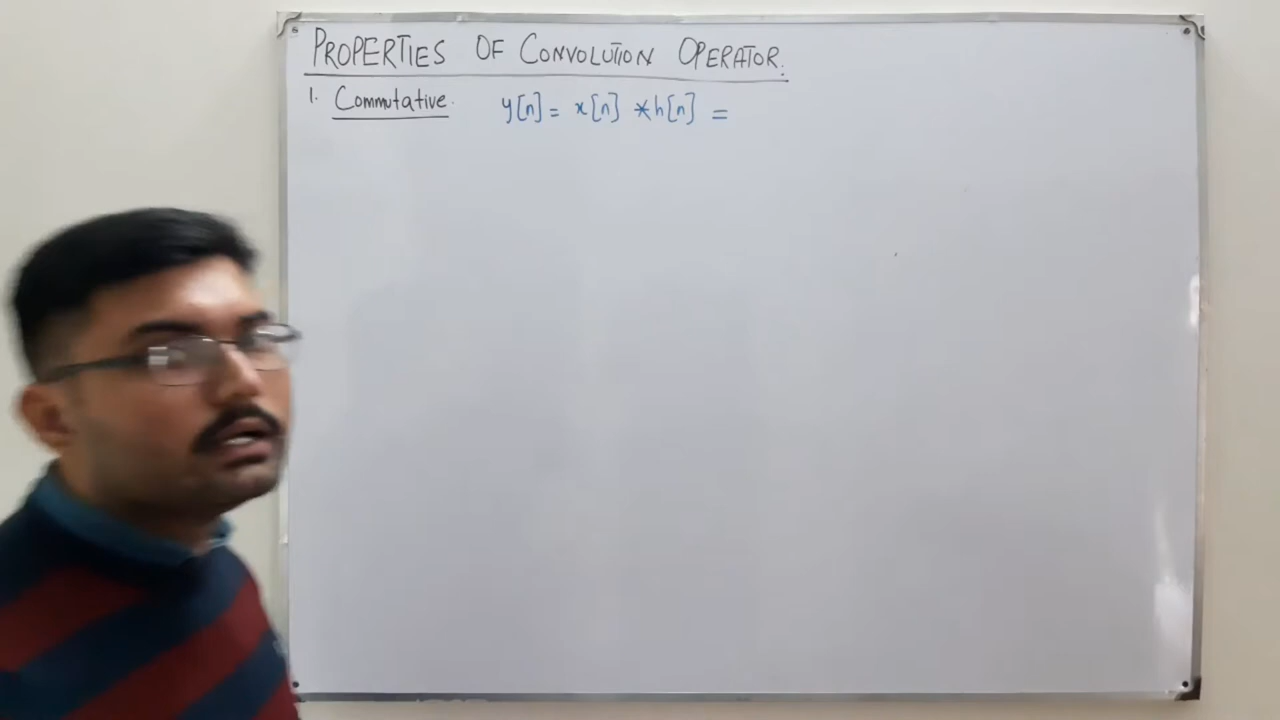 PROPERTIES OF CONVOLUTION OPERATOR.
1. Commutative. y[n] = x[n] * h[n] =